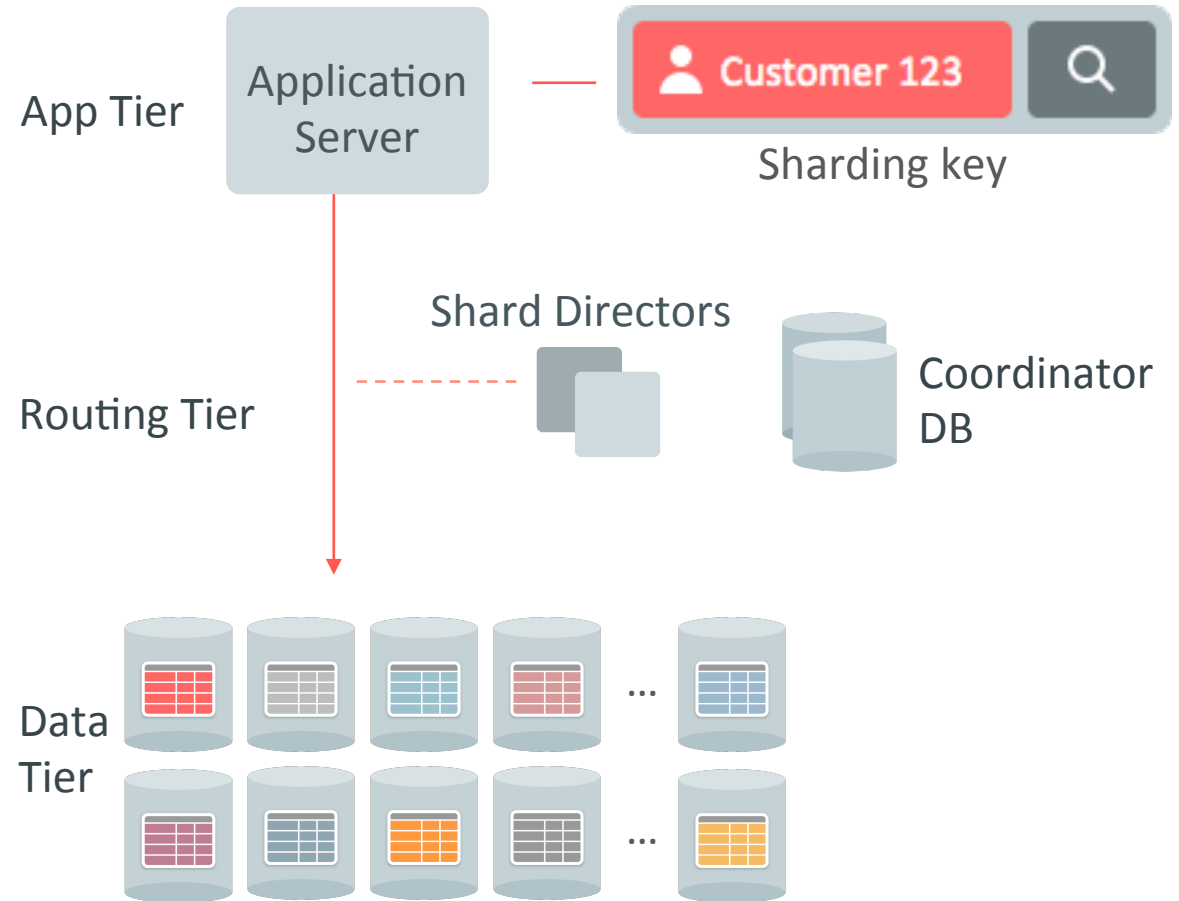 App Tier
Application
Server
Customer 123
Sharding key
Shard Directors
Routing Tier
Coordinator
DB
Data
Tier
...
...